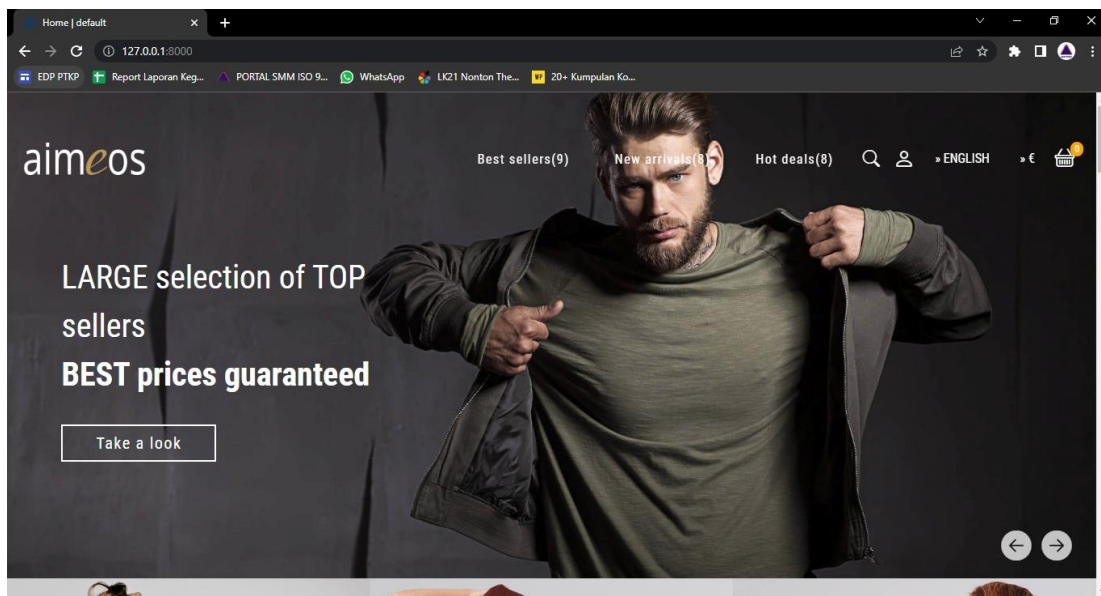 Home | default
127.0.0.1:8000
EDP PTKP
Report Laporan Keg...
PORTAL SMM ISO 9...
WhatsApp
LK21 Nonton The...
WF
20+ Kumpulan Ko...
aimeos
Best sellers(9)
New arrivals(8)
Hot deals(8)
» ENGLISH
» €
0
LARGE selection of TOP
sellers
BEST prices guaranteed
Take a look